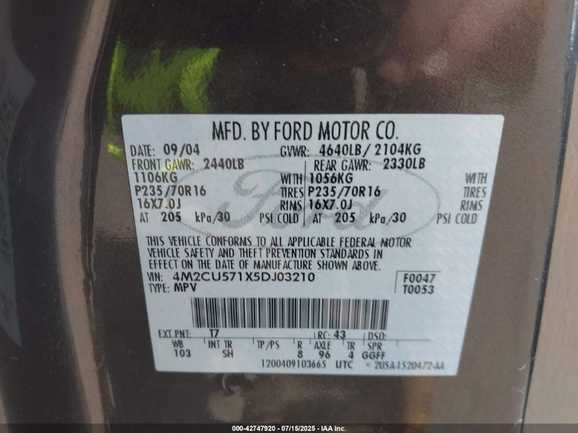 MFD. BY FORD MOTOR CO.
DATE: 09/04 GVWR: 4640LB/ 2104KG
FRONT GAWR: 2440LB REAR GAWR: 2330LB
1106KG WITH 1056KG WITH
P235/70R16 TIRES P235/70R16 TIRES
16X7.0J RIMS 16X7.0J RIMS
AT 205 kPa/30 PSI COLD AT 205 kPa/30 PSI COLD
THIS VEHICLE CONFORMS TO ALL APPLICABLE FEDERAL MOTOR
VEHICLE SAFETY AND THEFT PREVENTION STANDARDS IN
EFFECT ON THE DATE OF MANUFACTURE SHOWN ABOVE.
VIN: 4M2CU571X5DJ03210 F0047
TYPE: MPV T0053
EXT PNT: T7 RC: 43 DSO:
WB INT TR TP/PS R AXLE TR SPR
103 SH 8 96 4 GGFF
1200409103665 UTC 2U5A-1520472-AA
Ford
000-42747920 - 07/15/2025 - IAA Inc.